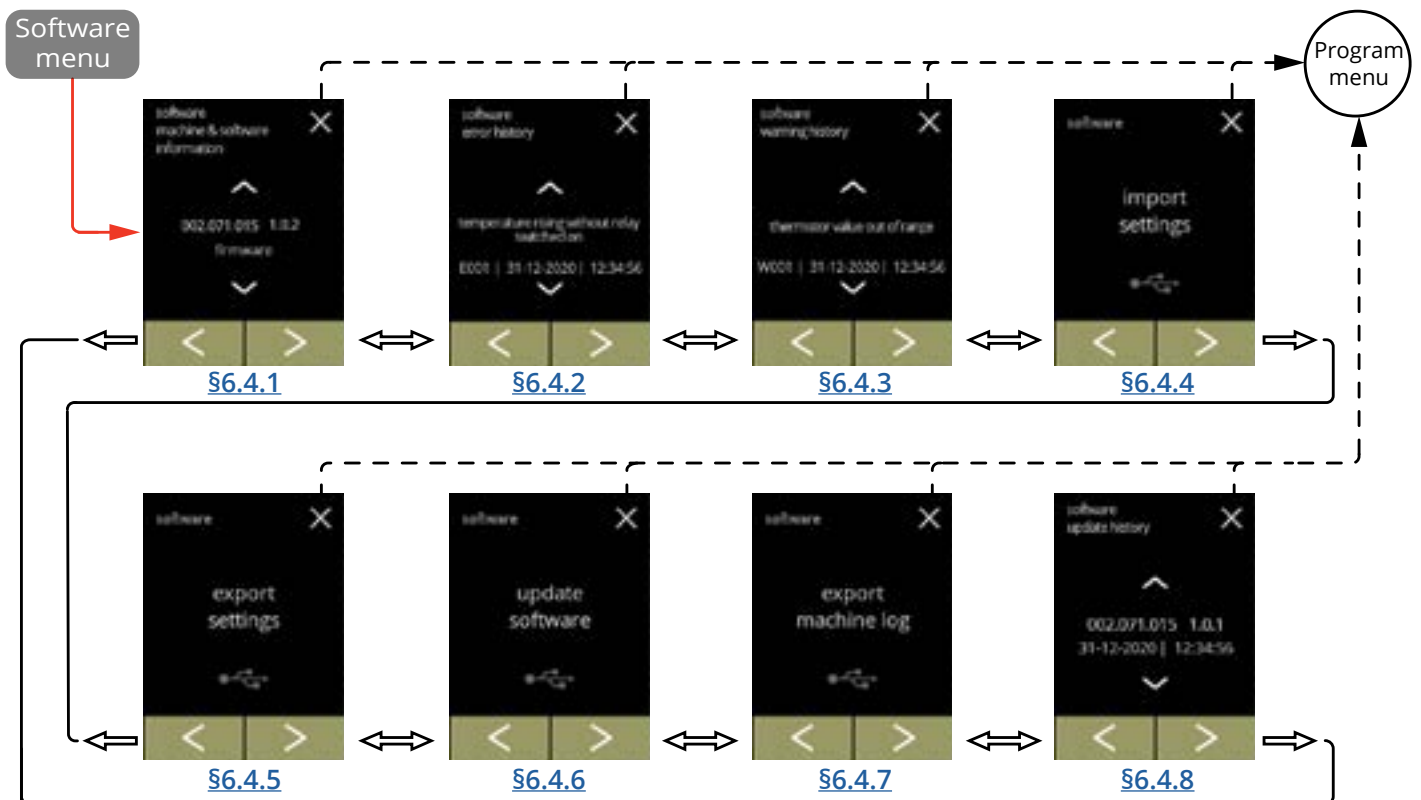 Software
menu
Program
menu
software
machine & software
information
002.071.015 1.0.2
firmware
§6.4.1
software
error history
temperature rising without relay
switched on
E001 | 31-12-2020 | 12:34:56
§6.4.2
software
warning history
thermistor value out of range
W001 | 31-12-2020 | 12:34:56
§6.4.3
software
import
settings
§6.4.4
software
export
settings
§6.4.5
software
update
software
§6.4.6
software
export
machine log
§6.4.7
software
update history
002.071.015 1.0.1
31-12-2020 | 12:34:56
§6.4.8